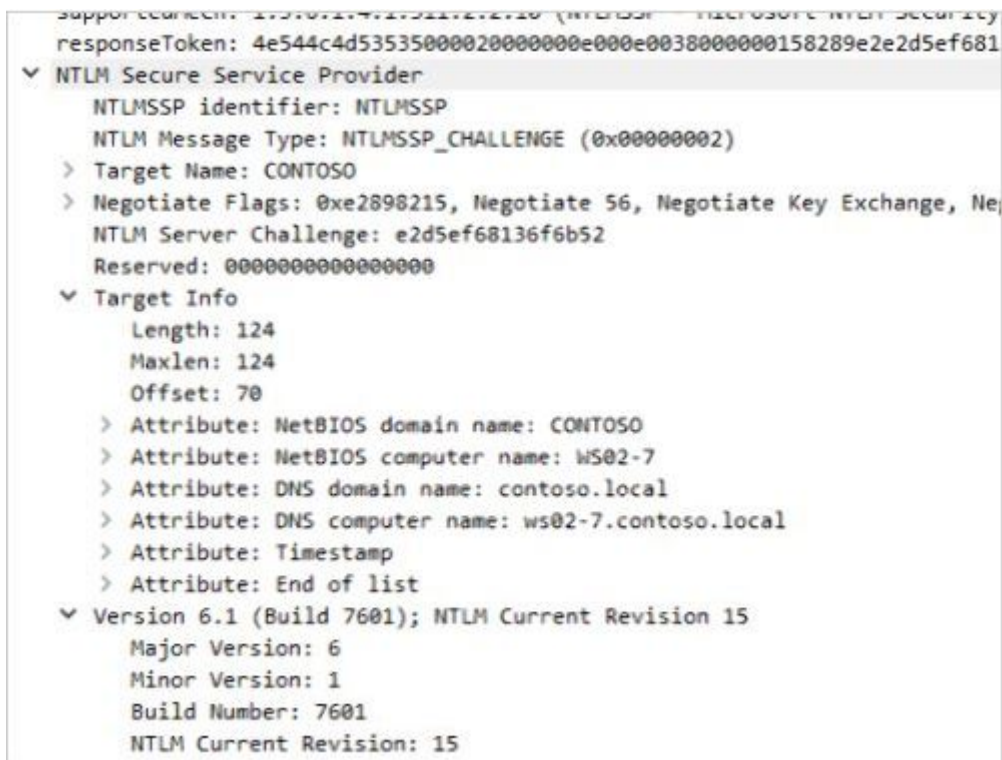 responseToken: 4e544c4d53535000020000000e000e0038000000158289e2e2d5ef681
NTLM Secure Service Provider
NTLMSSP identifier: NTLMSSP
NTLM Message Type: NTLMSSP_CHALLENGE (0x00000002)
Target Name: CONTOSO
Negotiate Flags: 0xe2898215, Negotiate 56, Negotiate Key Exchange, Neg
NTLM Server Challenge: e2d5ef68136f6b52
Reserved: 0000000000000000
Target Info
Length: 124
Maxlen: 124
Offset: 70
Attribute: NetBIOS domain name: CONTOSO
Attribute: NetBIOS computer name: WS02-7
Attribute: DNS domain name: contoso.local
Attribute: DNS computer name: ws02-7.contoso.local
Attribute: Timestamp
Attribute: End of list
Version 6.1 (Build 7601); NTLM Current Revision 15
Major Version: 6
Minor Version: 1
Build Number: 7601
NTLM Current Revision: 15